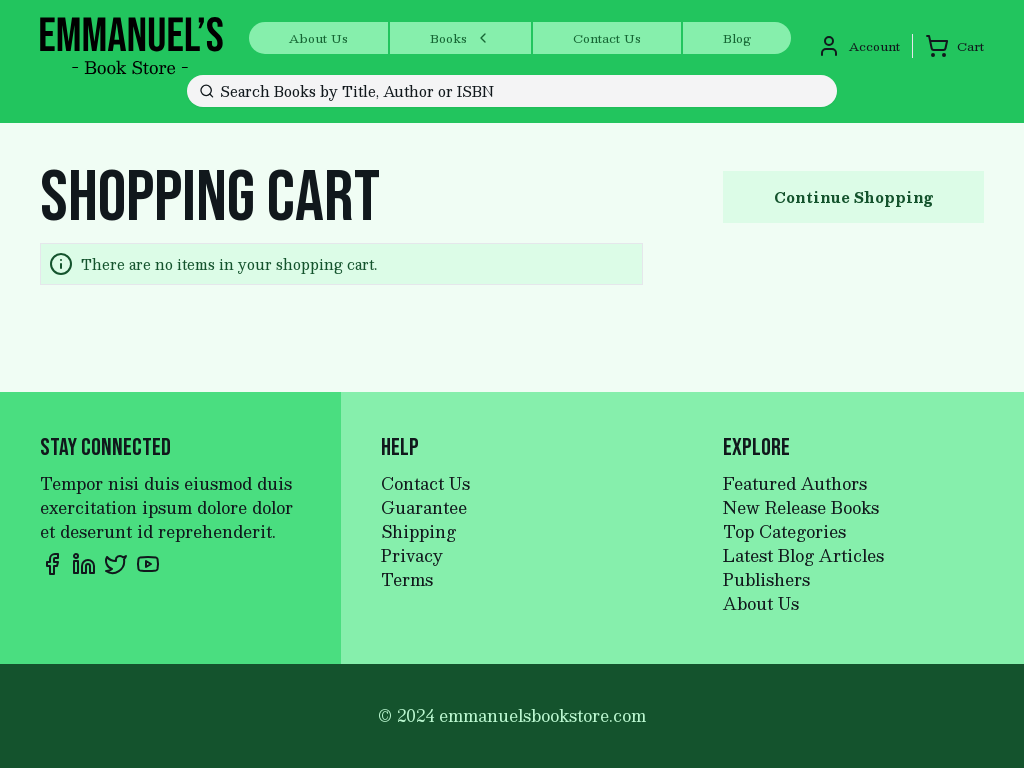 EMMANUEL'S
- Book Store -
About Us
Books
Contact Us
Blog
Account
Cart
Search Books by Title, Author or ISBN
SHOPPING CART
Continue Shopping
There are no items in your shopping cart.
STAY CONNECTED
Tempor nisi duis eiusmod duis
exercitation ipsum dolore dolor
et deserunt id reprehenderit.
HELP
Contact Us
Guarantee
Shipping
Privacy
Terms
EXPLORE
Featured Authors
New Release Books
Top Categories
Latest Blog Articles
Publishers
About Us
© 2024 emmanuelsbookstore.com